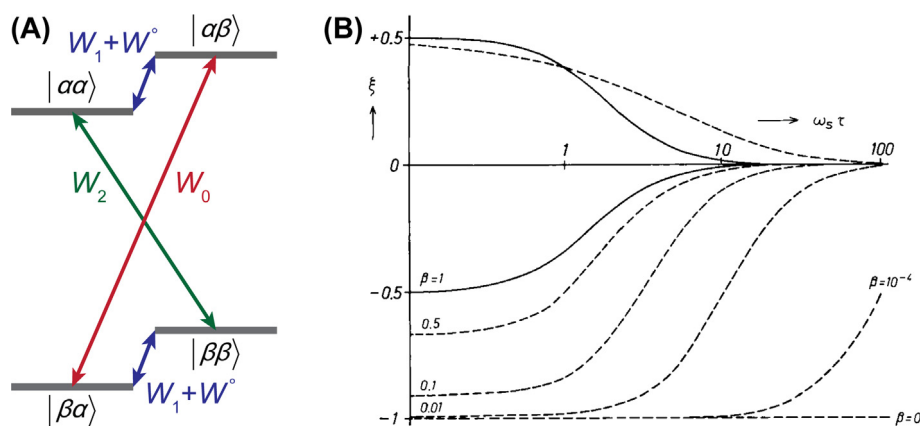 (A)
W₁+W°
|αβ⟩
|αα⟩
W₂
W₀
|ββ⟩
|βα⟩
W₁+W°
(B)
+0.5
ξ
ωₛ τ
1
10
100
0
β=1
-0.5
0.5
β=10⁻⁴
0.1
0.01
-1
β=0